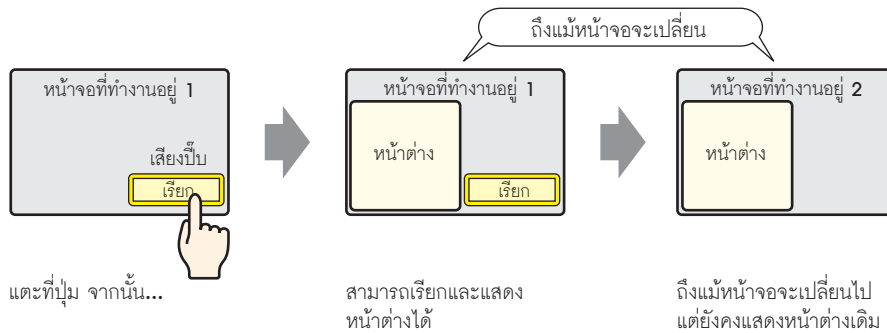 ถึงแม้หน้าจอจะเปลี่ยน
หน้าจอที่ทำงานอยู่ 1
เสียงปี๊บ
เรียก
แตะที่ปุ่ม จากนั้น...
หน้าจอที่ทำงานอยู่ 1
หน้าต่าง
เรียก
สามารถเรียกและแสดง
หน้าต่างได้
หน้าจอที่ทำงานอยู่ 2
หน้าต่าง
ถึงแม้หน้าจอจะเปลี่ยนไป
แต่ยังคงแสดงหน้าต่างเดิม